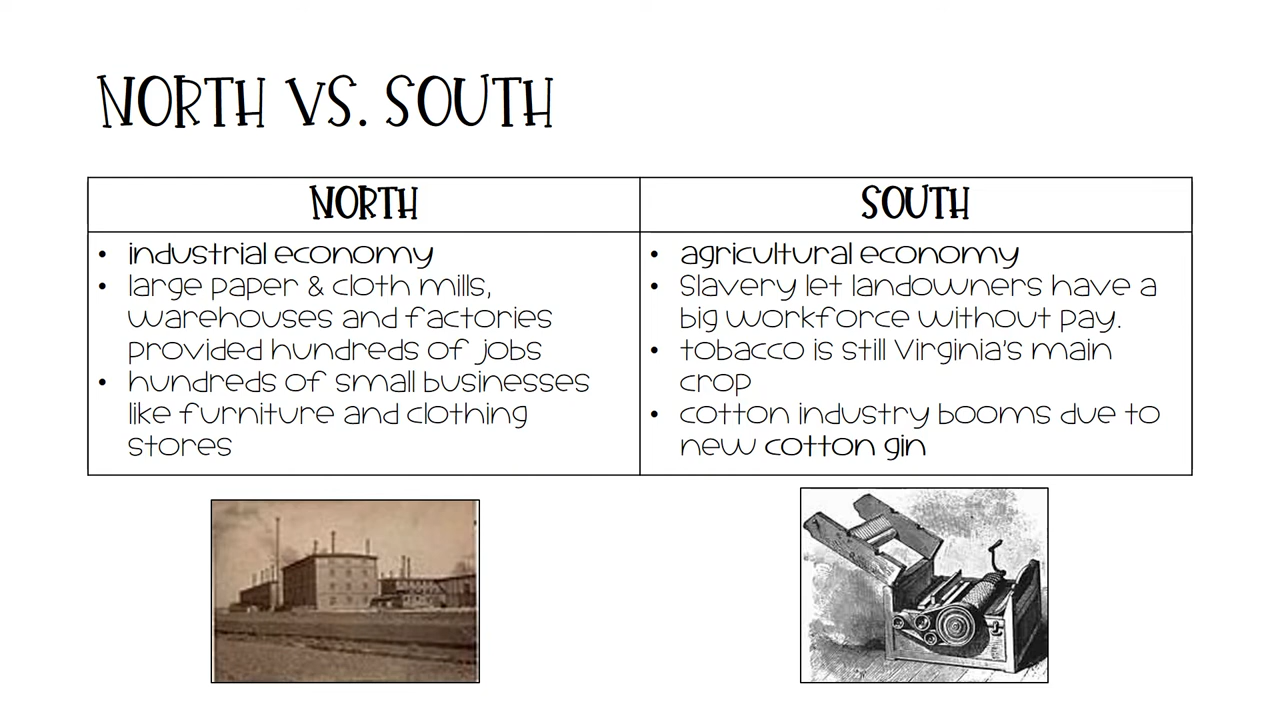 NORTH VS. SOUTH
NORTH
• industrial economy
• large paper & cloth mills,
warehouses and factories
provided hundreds of jobs
• hundreds of small businesses
like furniture and clothing
stores
SOUTH
• agricultural economy
• Slavery let landowners have a
big workforce without pay.
• tobacco is still Virginia's main
crop
• cotton industry booms due to
new cotton gin